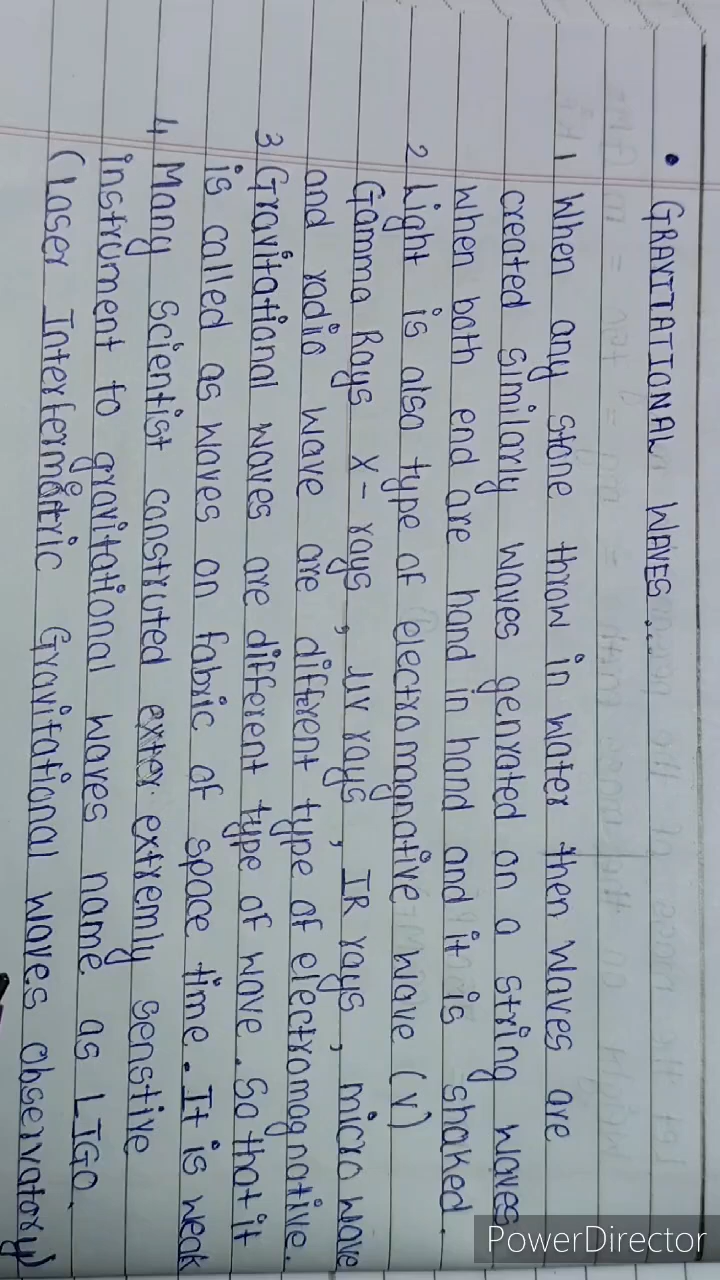 • GRAVITATIONAL WAVES...
1 When any stone throw in water then waves are
created similarly waves genrated on a string waves
when both end are hand in hand and it is shaked.
2 Light is also type of electromagnative wave (v)
Gamma Rays X-rays, UV rays, IR rays, micro wave
and radio wave are diffrent type of electromagnative.
3 Gravitational waves are different type of wave. So that it
is called as waves on fabric of space time. It is weak
4 Many Scientist constructed exter extremly senstive
instrument to gravitational waves name as LIGO.
(Laser Interfermetric Gravitational waves Observatory)
PowerDirector